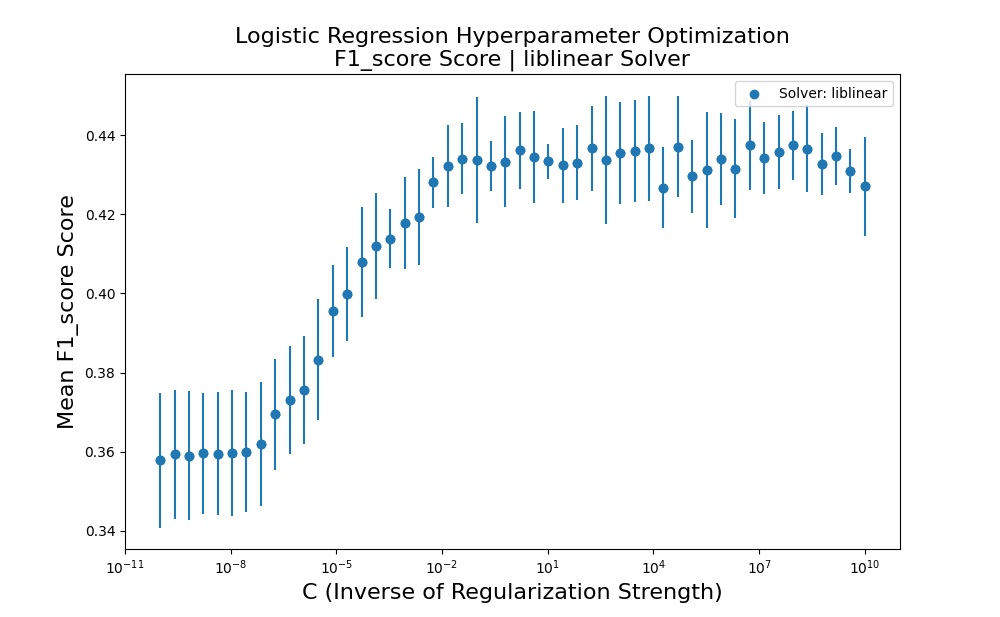 Logistic Regression Hyperparameter Optimization
F1_score Score | liblinear Solver
Solver: liblinear
Mean F1_score Score
0.44
0.42
0.40
0.38
0.36
0.34
10⁻¹¹ 10⁻⁸ 10⁻⁵ 10⁻² 10¹ 10⁴ 10⁷ 10¹⁰
C (Inverse of Regularization Strength)